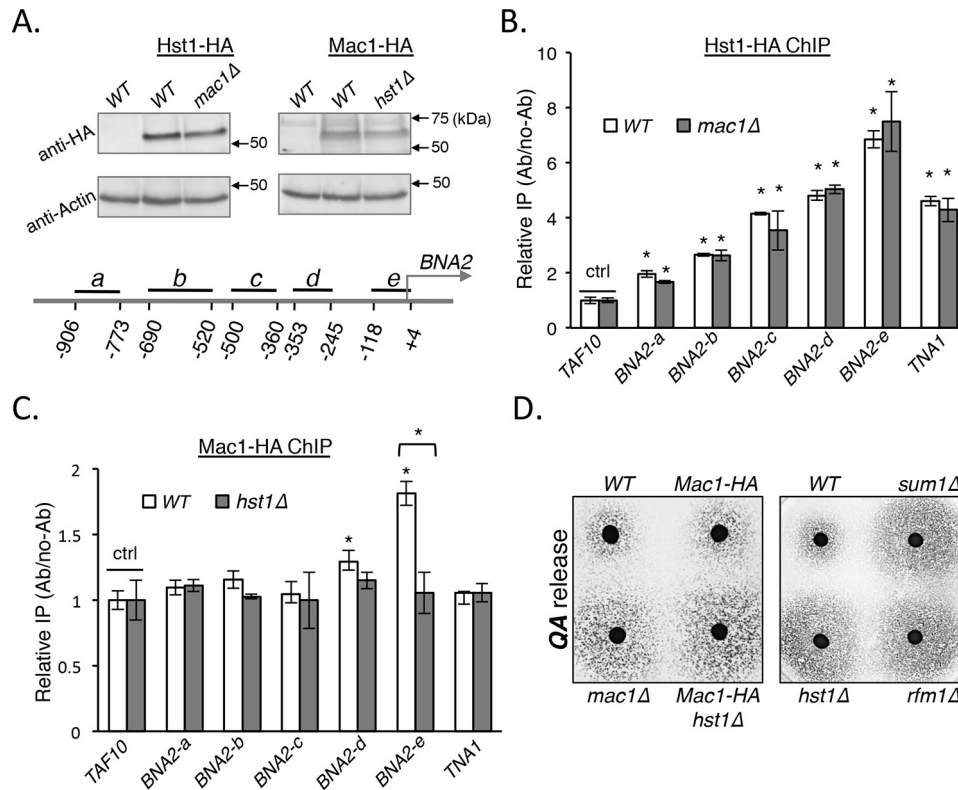 A.
Hst1-HA
Mac1-HA
WT WT mac1Δ
WT WT hst1Δ
anti-HA
50
75 (kDa)
50
anti-Actin
50
50
a b c d e BNA2
-906 -773 -690 -520 -500 -360 -353 -245 -118 +4
B.
Hst1-HA ChIP
Relative IP (Ab/no-Ab)
10
8
6
4
2
0
WT mac1Δ
ctrl
* * * * * * * * * * * *
TAF10 BNA2-a BNA2-b BNA2-c BNA2-d BNA2-e TNA1
C.
Mac1-HA ChIP
Relative IP (Ab/no-Ab)
2
1.5
1
0.5
0
WT hst1Δ
ctrl
* * *
TAF10 BNA2-a BNA2-b BNA2-c BNA2-d BNA2-e TNA1
D.
WT Mac1-HA
WT sum1Δ
QA release
mac1Δ Mac1-HA
hst1Δ
hst1Δ rfm1Δ